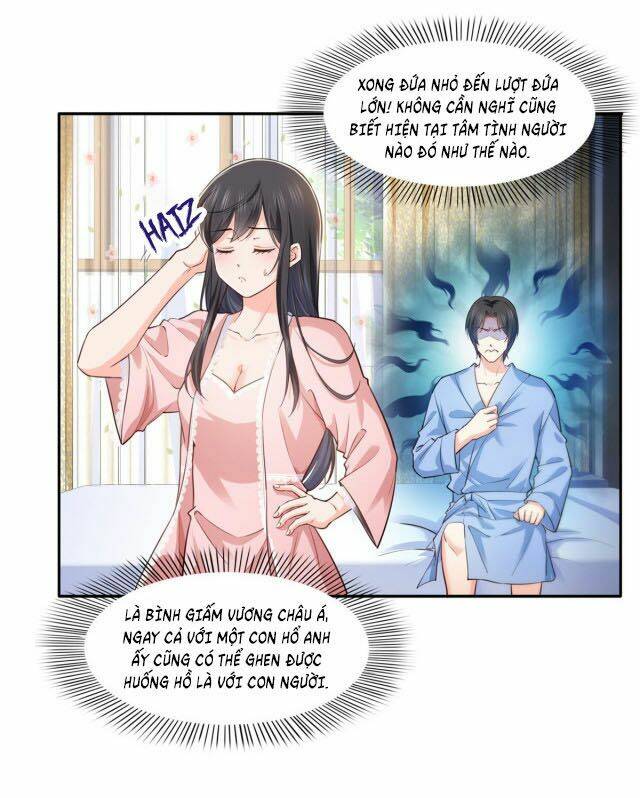 XONG ĐỨA NHỎ ĐẾN LƯỢT ĐỨA
LỚN! KHÔNG CẦN NGHĨ CŨNG
BIẾT HIỆN TẠI TÂM TÌNH NGƯỜI
NÀO ĐÓ NHƯ THẾ NÀO.
HAIZ
LÀ BÌNH GIẤM VƯƠNG CHÂU Á,
NGAY CẢ VỚI MỘT CON HỔ ANH
ẤY CŨNG CÓ THỂ GHEN ĐƯỢC
HUỐNG HỒ LÀ VỚI CON NGƯỜI.